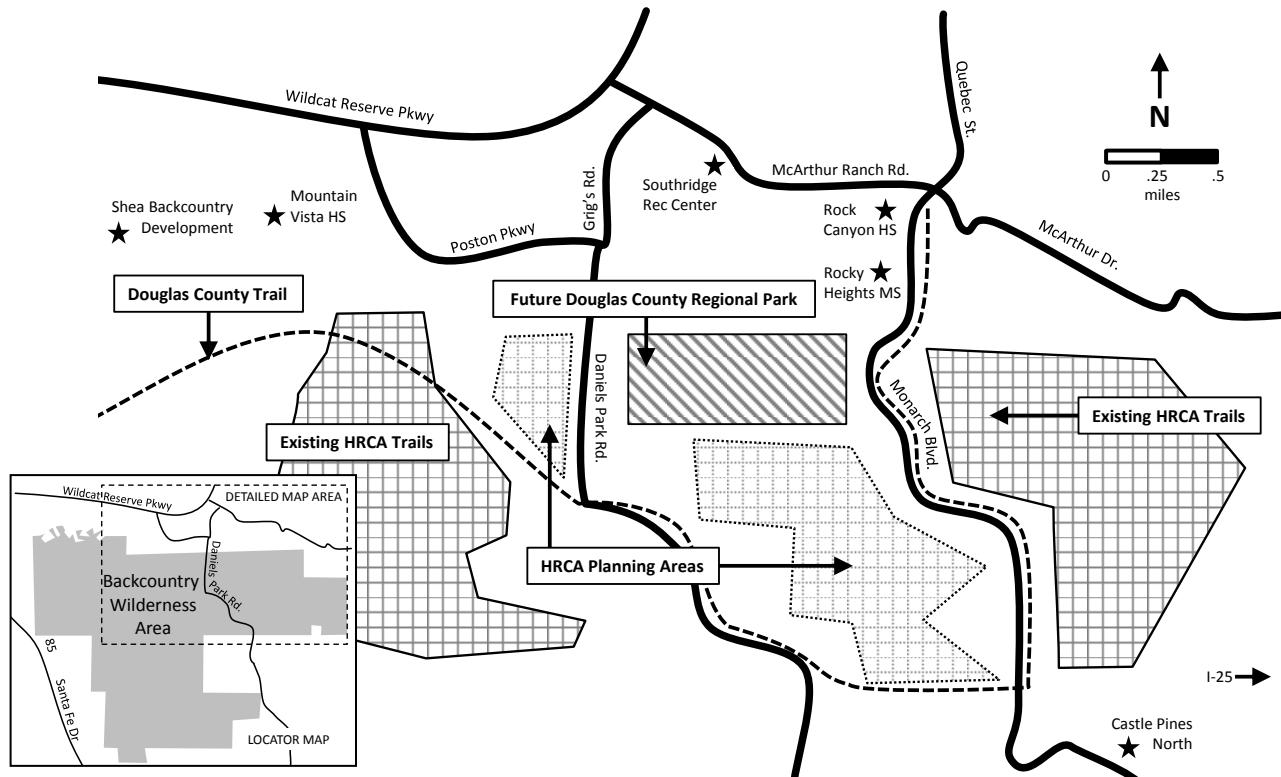 Wildcat Reserve Pkwy
Quebec St.
N
0 .25 .5
miles
McArthur Ranch Rd.
Southridge
Rec Center
Grig's Rd.
Mountain
Vista HS
Shea Backcountry
Development
Poston Pkwy
Rock
Canyon HS
McArthur Dr.
Rocky
Heights MS
Douglas County Trail
Future Douglas County Regional Park
Daniels Park Rd.
Monarch Blvd.
Existing HRCA Trails
Existing HRCA Trails
HRCA Planning Areas
I-25
Castle Pines
North
Wildcat Reserve Pkwy
DETAILED MAP AREA
Daniels
Park Rd.
Backcountry
Wilderness
Area
85
Santa Fe Dr
LOCATOR MAP